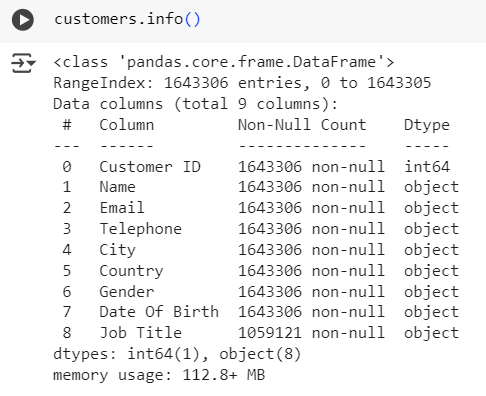 customers.info()
<class 'pandas.core.frame.DataFrame'>
RangeIndex: 1643306 entries, 0 to 1643305
Data columns (total 9 columns):
 #   Column         Non-Null Count    Dtype
---  ------         --------------    -----
 0   Customer ID    1643306 non-null  int64
 1   Name           1643306 non-null  object
 2   Email          1643306 non-null  object
 3   Telephone      1643306 non-null  object
 4   City           1643306 non-null  object
 5   Country        1643306 non-null  object
 6   Gender         1643306 non-null  object
 7   Date Of Birth  1643306 non-null  object
 8   Job Title      1059121 non-null  object
dtypes: int64(1), object(8)
memory usage: 112.8+ MB